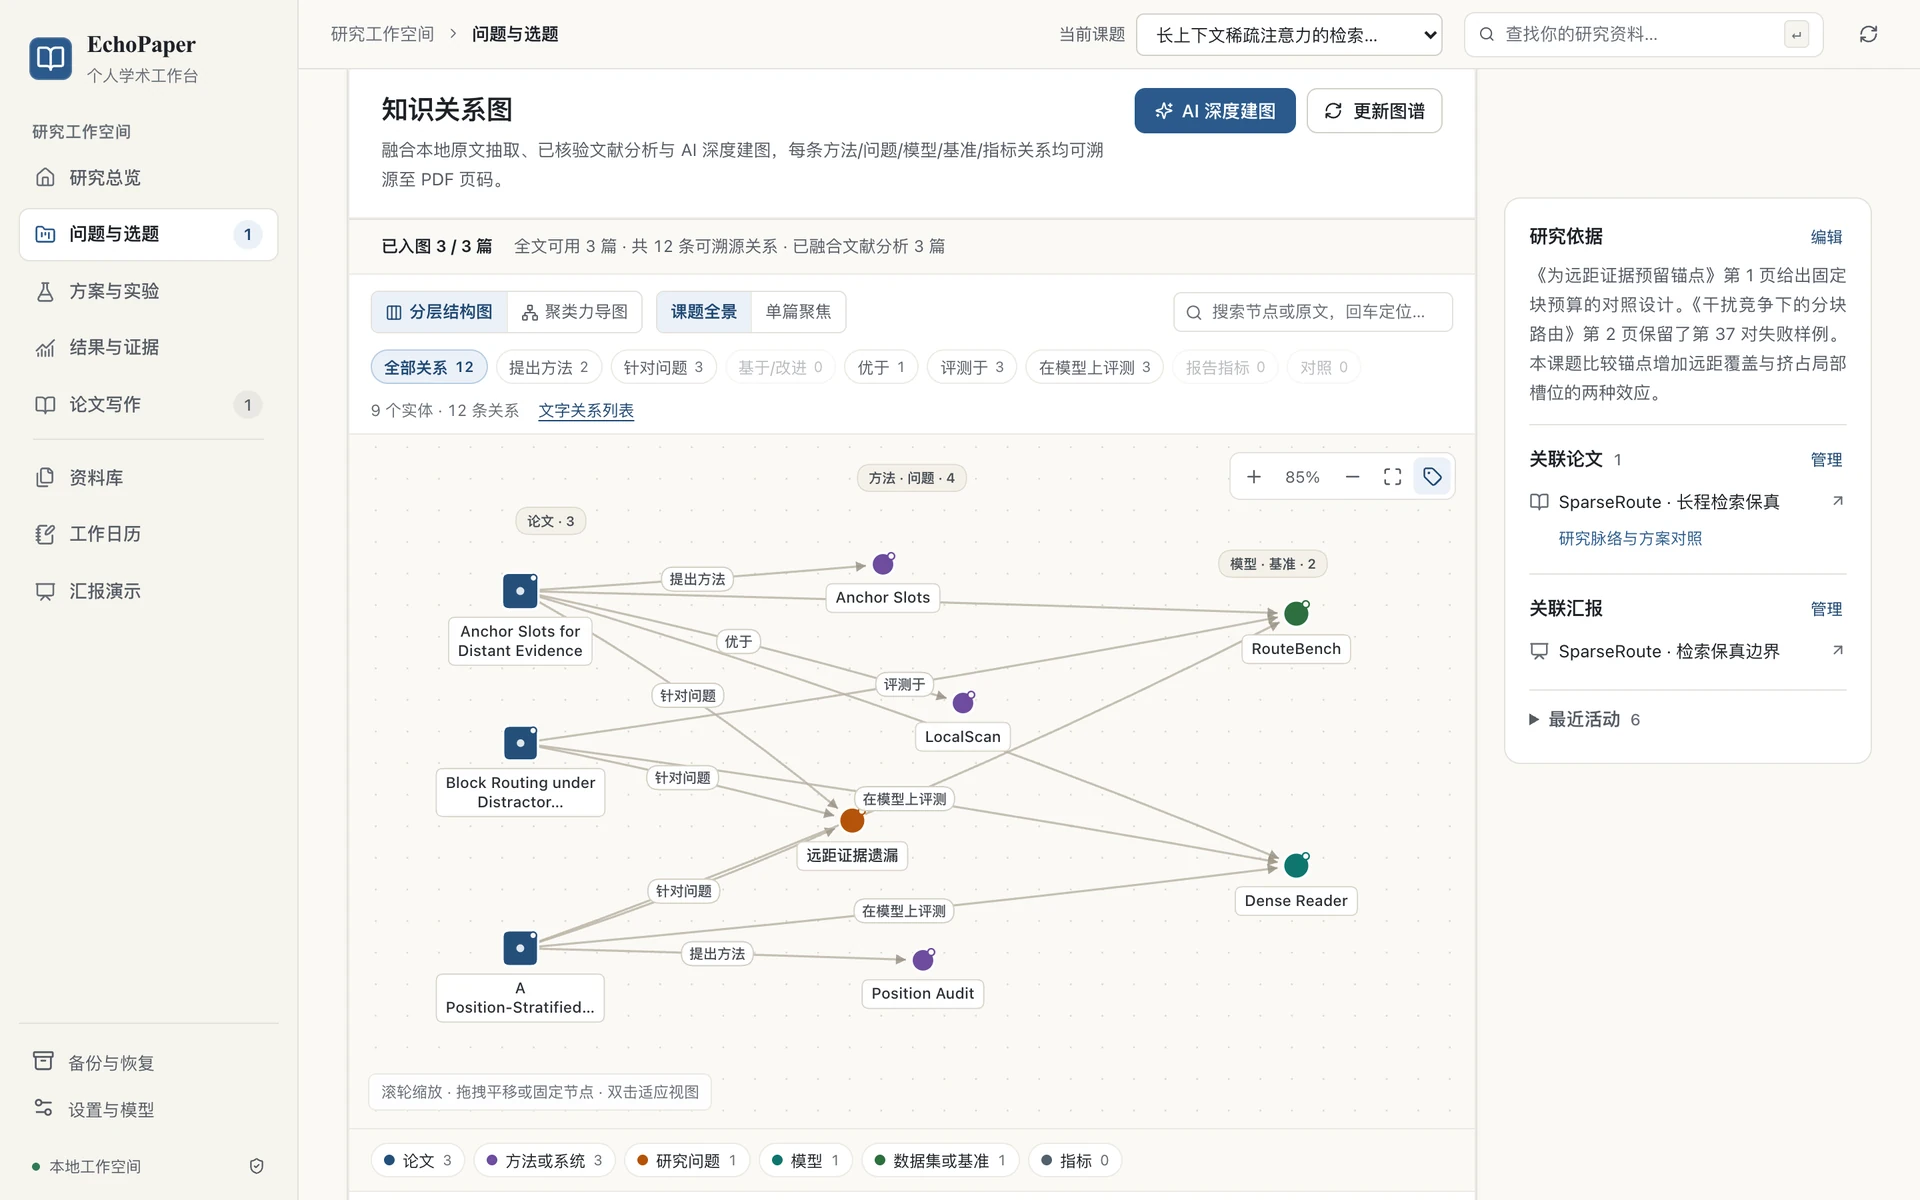 EchoPaper
个人学术工作台
研究工作空间
研究总览
问题与选题 1
方案与实验
结果与证据
论文写作 1
资料库
工作日历
汇报演示
备份与恢复
设置与模型
本地工作空间
研究工作空间 > 问题与选题
当前课题
长上下文稀疏注意力的检索...
查找你的研究资料...
知识关系图
AI 深度建图
更新图谱
融合本地原文抽取、已核验文献分析与 AI 深度建图，每条方法/问题/模型/基准/指标关系均可溯
源至 PDF 页码。
已入图 3 / 3 篇 全文可用 3 篇 · 共 12 条可溯源关系 · 已融合文献分析 3 篇
分层结构图 聚类力导图 课题全景 单篇聚焦
搜索节点或原文，回车定位...
全部关系 12 提出方法 2 针对问题 3 基于/改进 0 优于 1 评测于 3 在模型上评测 3 报告指标 0 对照 0
9 个实体 · 12 条关系 文字关系列表
方法 · 问题 · 4
85%
论文 · 3
模型 · 基准 · 2
提出方法
Anchor Slots
Anchor Slots for
Distant Evidence
优于
RouteBench
评测于
针对问题
LocalScan
Block Routing under
Distractor...
针对问题
在模型上评测
远距证据遗漏
针对问题
Dense Reader
在模型上评测
提出方法
A
Position-Stratified...
Position Audit
滚轮缩放 · 拖拽平移或固定节点 · 双击适应视图
论文 3 方法或系统 3 研究问题 1 模型 1 数据集或基准 1 指标 0
研究依据 编辑
《为远距证据预留锚点》第 1 页给出固定
块预算的对照设计。《干扰竞争下的分块
路由》第 2 页保留了第 37 对失败样例。
本课题比较锚点增加远距覆盖与挤占局部
槽位的两种效应。
关联论文 1 管理
SparseRoute · 长程检索保真
研究脉络与方案对照
关联汇报 管理
SparseRoute · 检索保真边界
最近活动 6